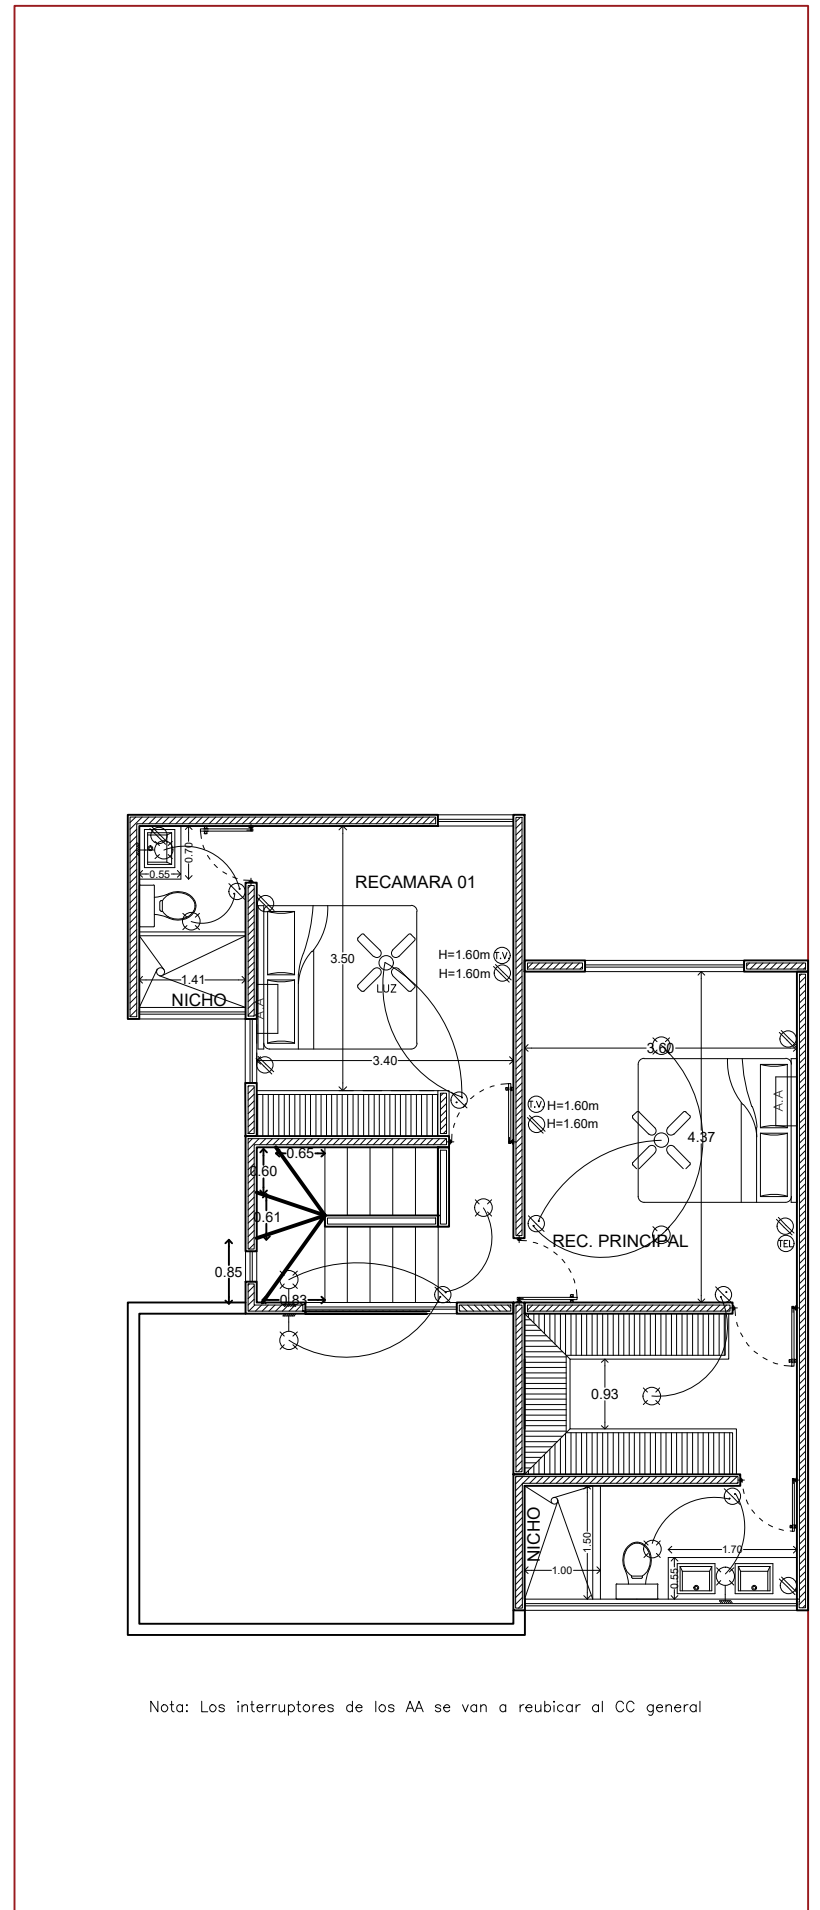 0.70
0.55
RECAMARA 01
H=1.60m T.V.
H=1.60m
3.50
1.41
LUZ
NICHO
A.A
3.60
3.40
A.A
T.V. H=1.60m
H=1.60m
4.37
0.65
0.60
0.61
REC. PRINCIPAL
TEL
0.85
0.83
0.93
NICHO
1.50
1.70
1.00
0.55
Nota: Los interruptores de los AA se van a reubicar al CC general